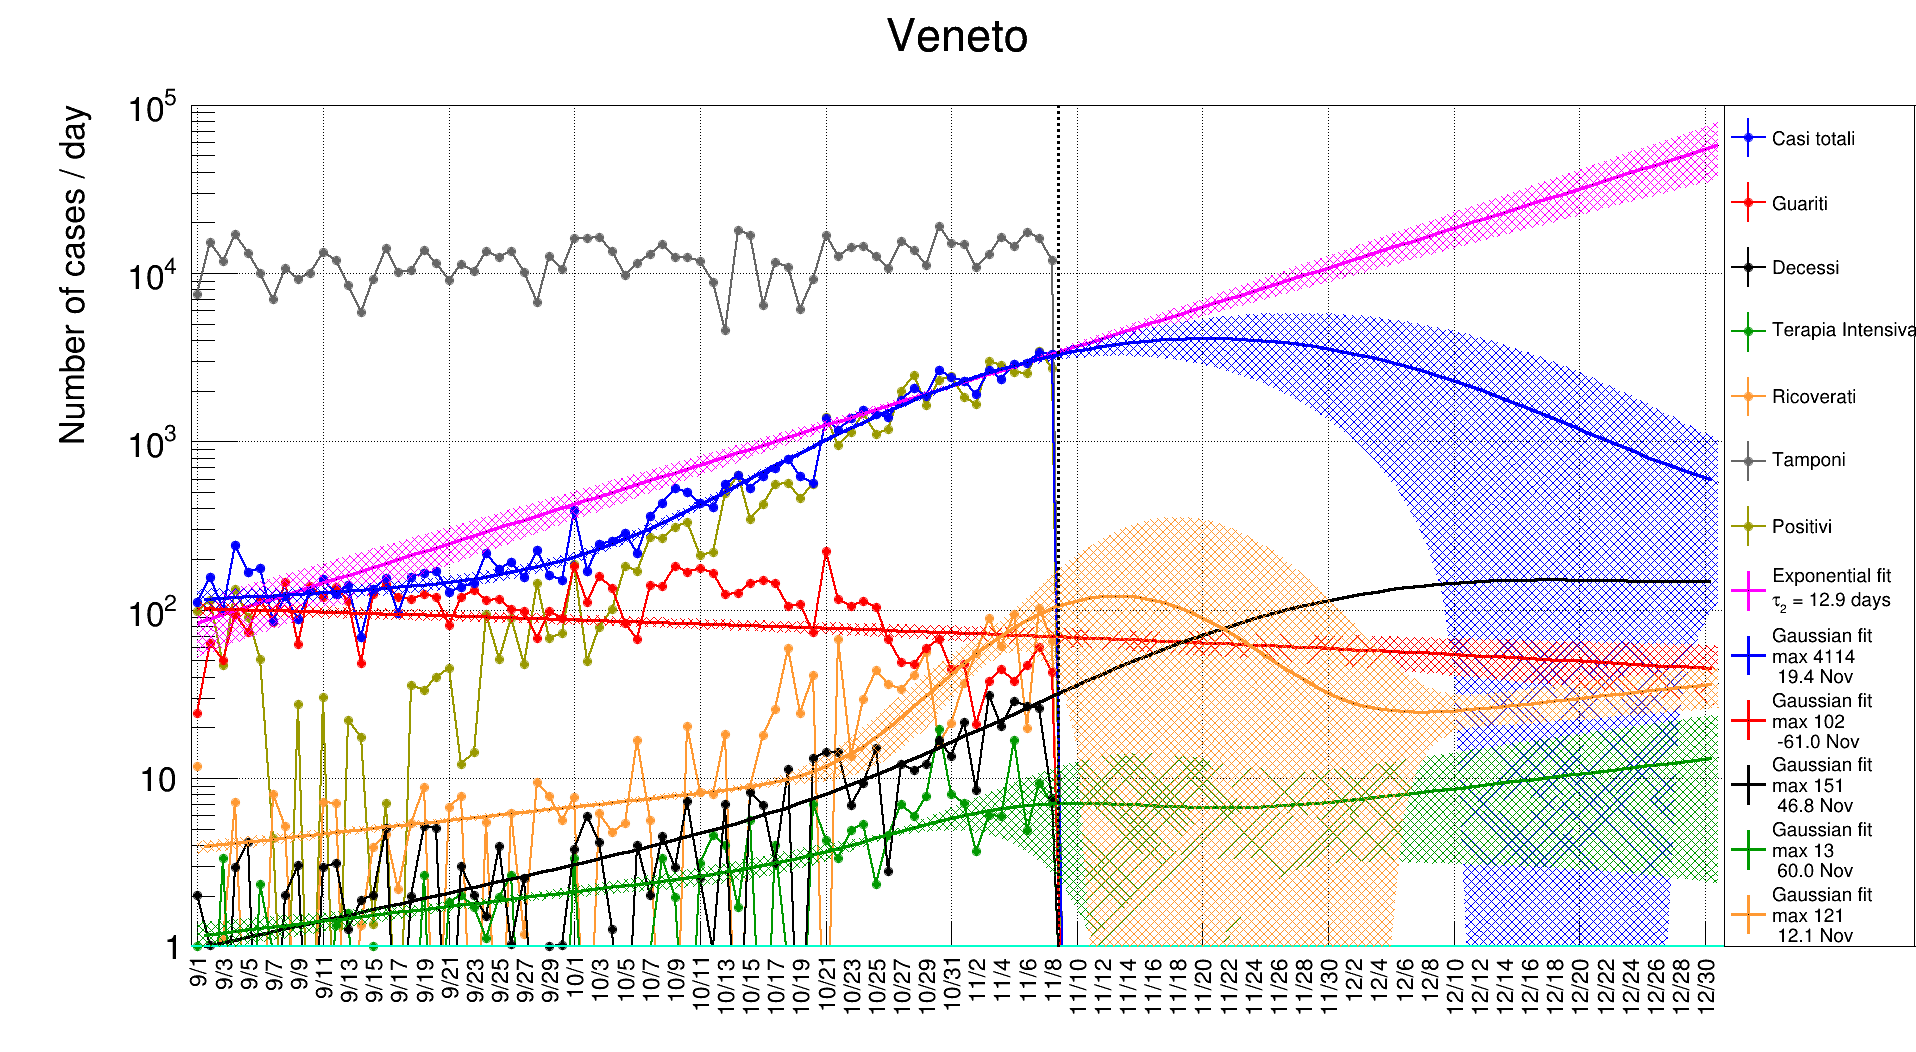 Veneto
Number of cases / day
10^5
10^4
10^3
10^2
10
1
9/1 9/3 9/5 9/7 9/9 9/11 9/13 9/15 9/17 9/19 9/21 9/23 9/25 9/27 9/29 10/1 10/3 10/5 10/7 10/9 10/11 10/13 10/15 10/17 10/19 10/21 10/23 10/25 10/27 10/29 10/31 11/2 11/4 11/6 11/8 11/10 11/12 11/14 11/16 11/18 11/20 11/22 11/24 11/26 11/28 11/30 12/2 12/4 12/6 12/8 12/10 12/12 12/14 12/16 12/18 12/20 12/22 12/24 12/26 12/28 12/30
Casi totali
Guariti
Decessi
Terapia Intensiva
Ricoverati
Tamponi
Positivi
Exponential fit
τ_2 = 12.9 days
Gaussian fit
max 4114
19.4 Nov
Gaussian fit
max 102
-61.0 Nov
Gaussian fit
max 151
46.8 Nov
Gaussian fit
max 13
60.0 Nov
Gaussian fit
max 121
12.1 Nov